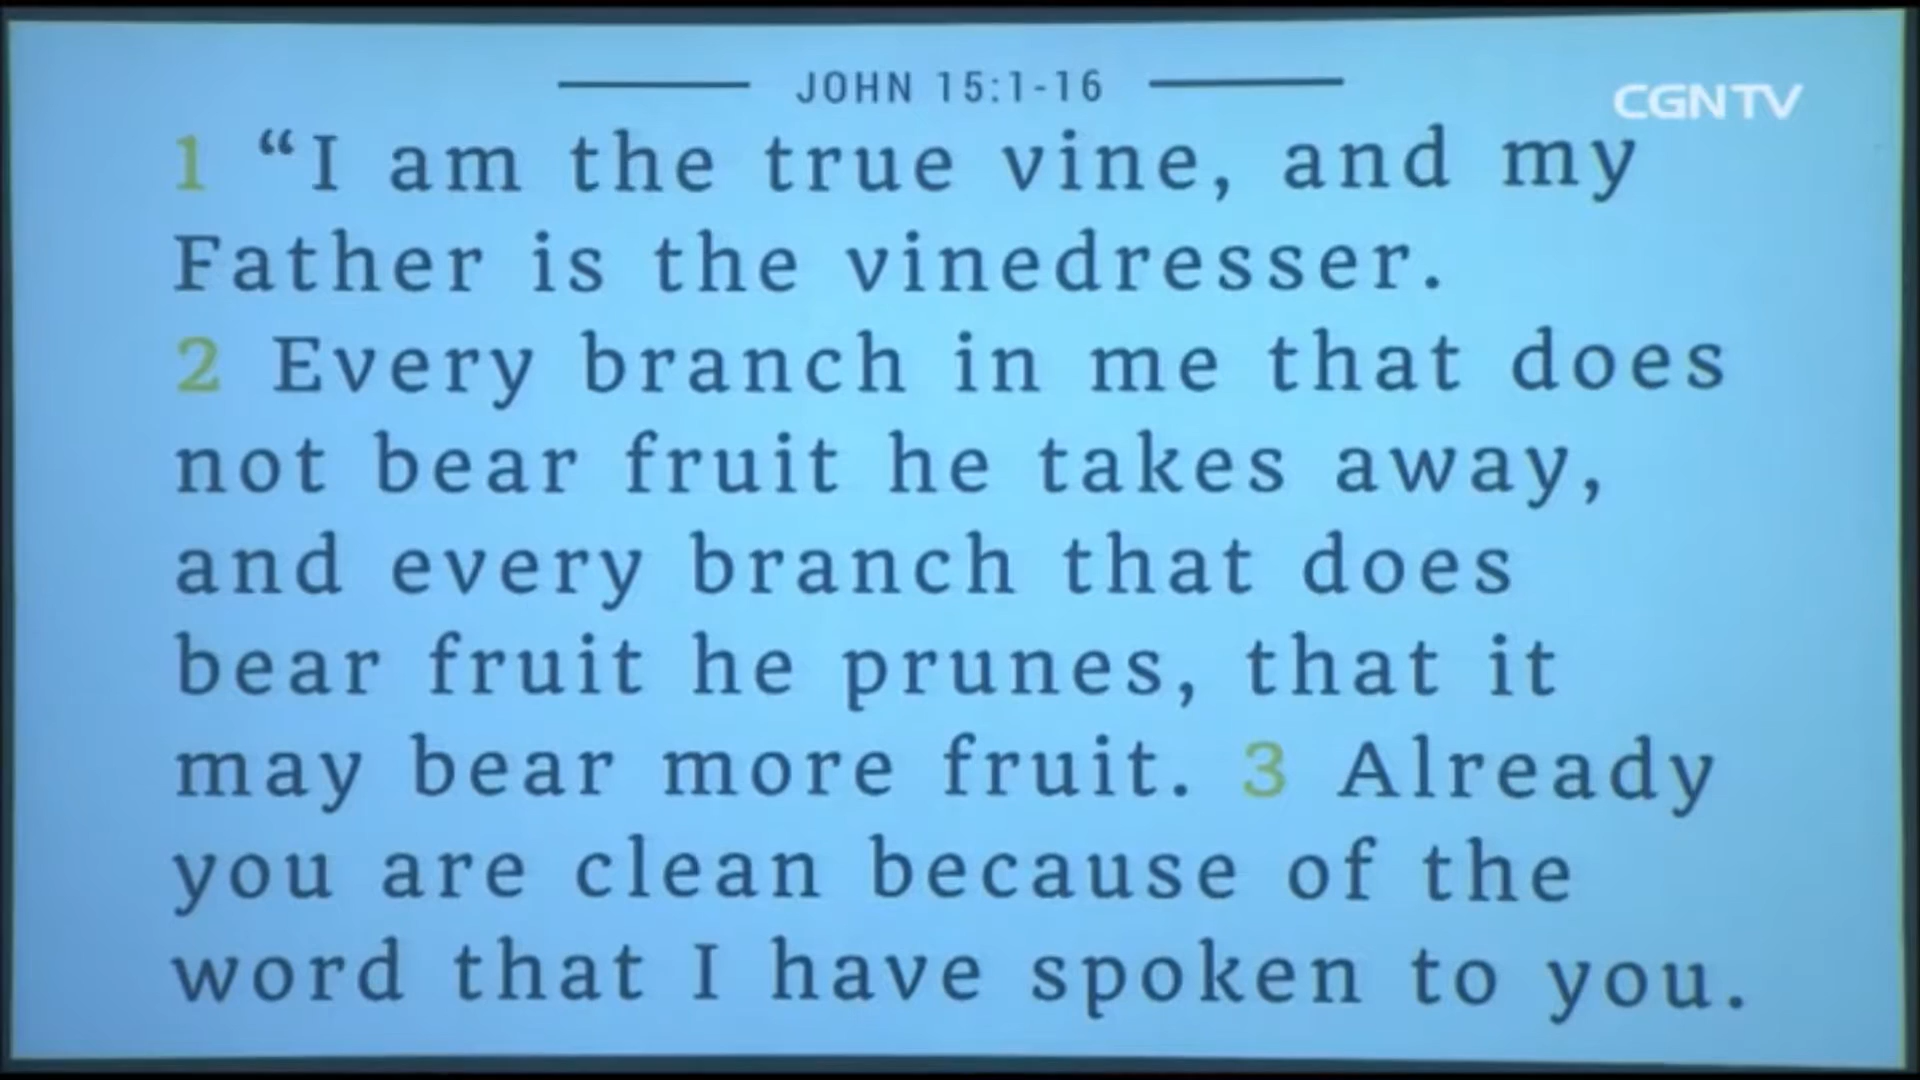 JOHN 15:1-16
CGNTV
1 “I am the true vine, and my
Father is the vinedresser.
2 Every branch in me that does
not bear fruit he takes away,
and every branch that does
bear fruit he prunes, that it
may bear more fruit. 3 Already
you are clean because of the
word that I have spoken to you.